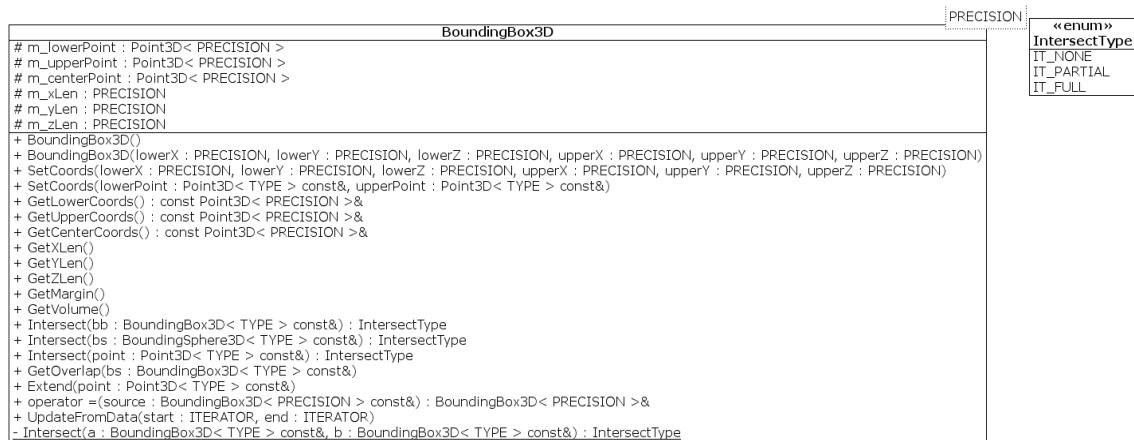 PRECISION
BoundingBox3D
# m_lowerPoint : Point3D< PRECISION >
# m_upperPoint : Point3D< PRECISION >
# m_centerPoint : Point3D< PRECISION >
# m_xLen : PRECISION
# m_yLen : PRECISION
# m_zLen : PRECISION
+ BoundingBox3D()
+ BoundingBox3D(lowerX : PRECISION, lowerY : PRECISION, lowerZ : PRECISION, upperX : PRECISION, upperY : PRECISION, upperZ : PRECISION)
+ SetCoords(lowerX : PRECISION, lowerY : PRECISION, lowerZ : PRECISION, upperX : PRECISION, upperY : PRECISION, upperZ : PRECISION)
+ SetCoords(lowerPoint : Point3D< TYPE > const&, upperPoint : Point3D< TYPE > const&)
+ GetLowerCoords() : const Point3D< PRECISION >&
+ GetUpperCoords() : const Point3D< PRECISION >&
+ GetCenterCoords() : const Point3D< PRECISION >&
+ GetXLen()
+ GetYLen()
+ GetZLen()
+ GetMargin()
+ GetVolume()
+ Intersect(bb : BoundingBox3D< TYPE > const&) : IntersectType
+ Intersect(bs : BoundingSphere3D< TYPE > const&) : IntersectType
+ Intersect(point : Point3D< TYPE > const&) : IntersectType
+ GetOverlap(bs : BoundingBox3D< TYPE > const&)
+ Extend(point : Point3D< TYPE > const&)
+ operator =(source : BoundingBox3D< PRECISION > const&) : BoundingBox3D< PRECISION >&
+ UpdateFromData(start : ITERATOR, end : ITERATOR)
- Intersect(a : BoundingBox3D< TYPE > const&, b : BoundingBox3D< TYPE > const&) : IntersectType
«enum»
IntersectType
IT_NONE
IT_PARTIAL
IT_FULL